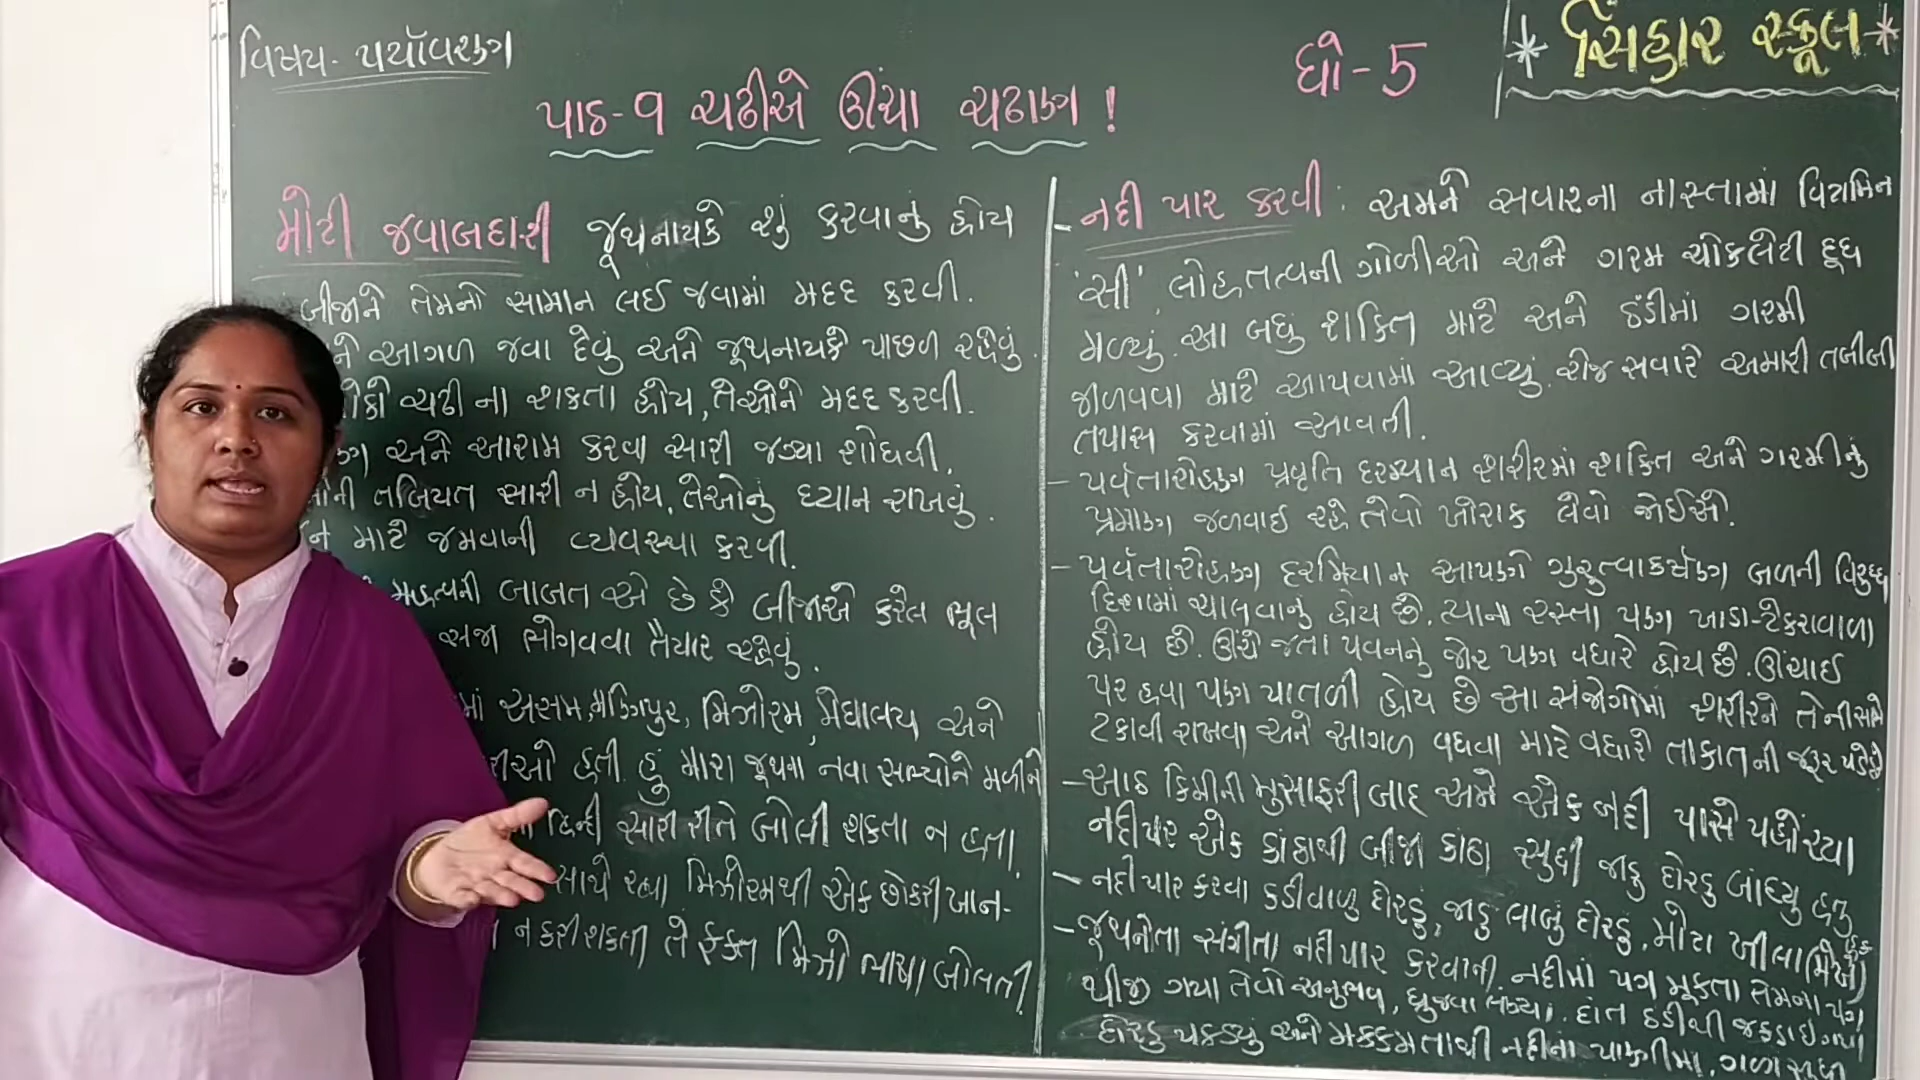 વિષય- પર્યાવરણ
ધો-5
* સિંહાર સ્કૂલ *
પાઠ-૧ ચઢીએ ઊંચા ચઢાણ !
મોટી જવાબદારી જૂથનાયકે શું કરવાનું હોય
બીજાને તેમનો સામાન લઈ જવામાં મદદ કરવી.
ને આગળ જવા દેવું અને જૂથનાયકે પાછળ રહેવું.
ચઢી ના શકતા હોય, તેઓને મદદ કરવી.
અને આરામ કરવા સારી જગ્યા શોધવી.
ની તબિયત સારી ન હોય, તેઓનું ધ્યાન રાખવું.
માટે જમવાની વ્યવસ્થા કરવી.
મહત્વની બાબત એ છે કે બીજાએ કરેલ ભૂલ
સજા ભોગવવા તૈયાર રહેવું.
માં અસમ, મણિપુર, મિઝોરમ, મેઘાલય અને
રીઓ હતી. હું મારા જૂથના નવા સભ્યોને મળીને
હિન્દી સારી રીતે બોલી શકતા ન હતા.
સાથે રહ્યા મિઝોરમથી એક છોકરી ખાન-
ત ન કરી શકતી તે ફક્ત મિઝો ભાષા બોલતી.
- નદી પાર કરવી : અમને સવારના નાસ્તામાં વિટામિન
'સી', લોહતત્વની ગોળીઓ અને ગરમ ચોકલેટી દૂધ
મળ્યું. આ બધું શક્તિ માટે અને ઠંડીમાં ગરમી
જાળવવા માટે આપવામાં આવ્યું. રોજ સવારે અમારી તબીબી
તપાસ કરવામાં આવતી.
- પર્વતારોહણ પ્રવૃતિ દરમ્યાન શરીરમાં શક્તિ અને ગરમીનું
પ્રમાણ જળવાઈ રહે તેવો ખોરાક લેવો જોઈએ.
- પર્વતારોહણ દરમિયાન આપણે ગુરુત્વાકર્ષણ બળની વિરુધ્ધ
દિશામાં ચાલવાનું હોય છે. ત્યાના રસ્તા પણ ખાડા-ટેકરાવાળા
હોય છે. ઊંચે જતા પવનનું જોર પણ વધારે હોય છે. ઊંચાઈ
પર હવા પણ પાતળી હોય છે આ સંજોગોમાં શરીરને તેની સામે
ટકાવી રાખવા અને આગળ વધવા માટે વધારે તાકાતની જરૂર પડે છે
- આઠ કિમીની મુસાફરી બાદ અમે એક નદી પાસે પહોંચ્યા
નદી પર એક કાંઠાથી બીજા કાંઠા સુધી જાડુ દોરડુ બાંધ્યુ હતુ
- નદી પાર કરવા કડીવાળુ દોરડું, જાડુ લાબું દોરડું, મોટા ખીલા(મેખ) હૂક
- જૂથનેતા સંગીતા નદી પાર કરવાની. નદીમાં પગ મૂકતા તેમના પગ
થીજી ગયા તેવો અનુભવ, ધ્રુજવા લાગ્યા. દાંત ઠંડીથી જકડાઇ ગયા
દોરડુ પકડ્યું અને મક્કમતાથી નદીના પાણીમાં, ગળા સુધી